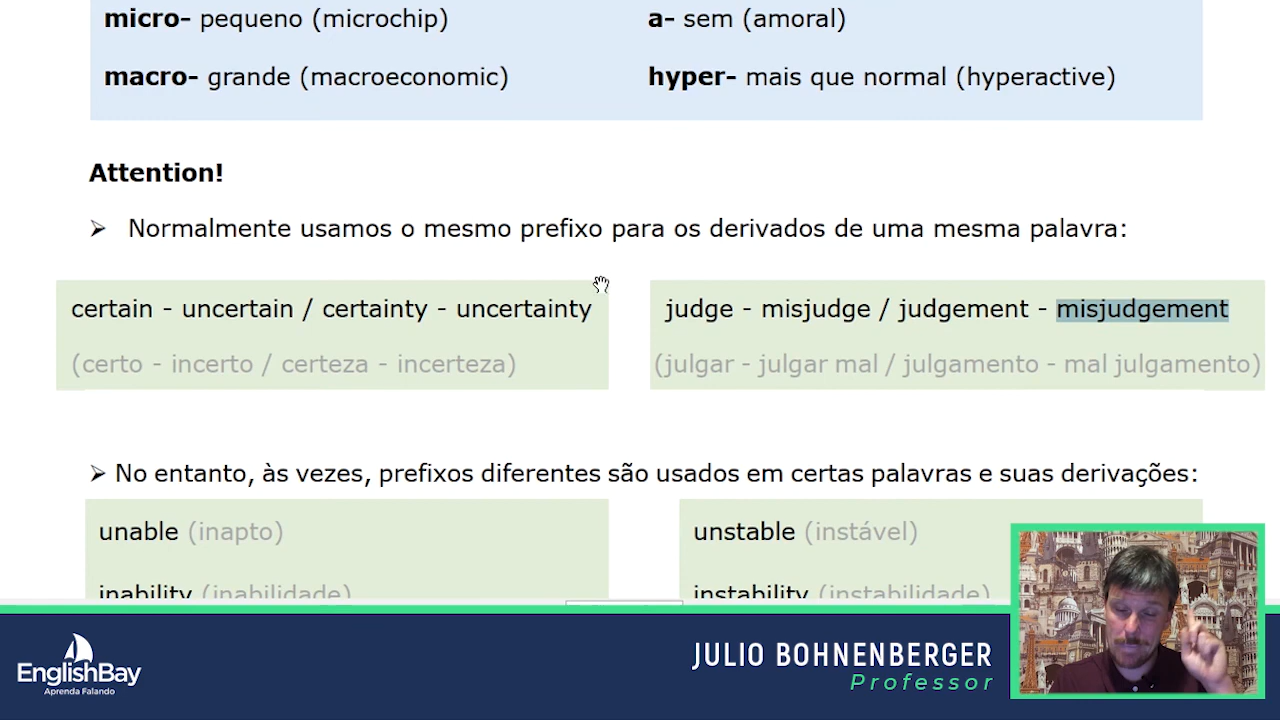 micro- pequeno (microchip)
a- sem (amoral)
macro- grande (macroeconomic)
hyper- mais que normal (hyperactive)
Attention!
➢ Normalmente usamos o mesmo prefixo para os derivados de uma mesma palavra:
certain - uncertain / certainty - uncertainty
(certo - incerto / certeza - incerteza)
judge - misjudge / judgement - misjudgement
(julgar - julgar mal / julgamento - mal julgamento)
➢ No entanto, às vezes, prefixos diferentes são usados em certas palavras e suas derivações:
unable (inapto)
inability (inabilidade)
unstable (instável)
instability (instabilidade)
EnglishBay
Aprenda Falando
JULIO BOHNENBERGER
Professor